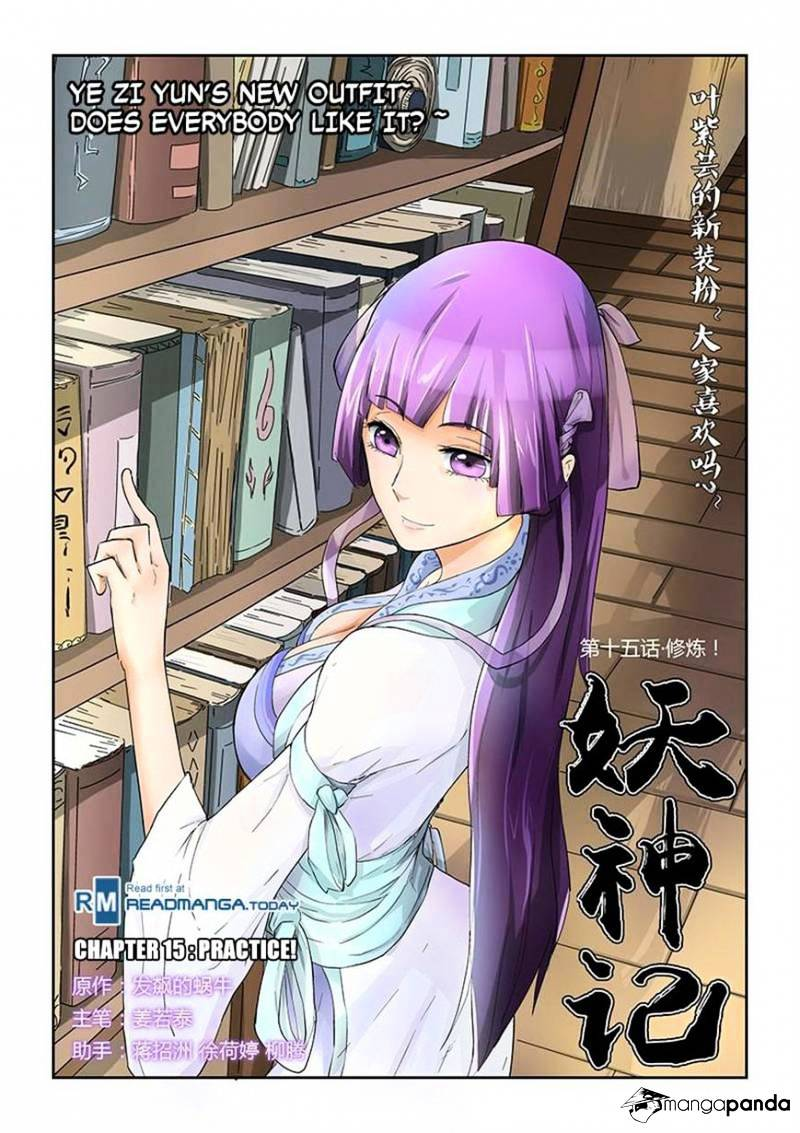 YE ZI YUN'S NEW OUTFIT~
DOES EVERYBODY LIKE IT? ~
叶紫芸的新装扮~大家喜欢吗?~
第十五话·修炼！
妖神记
Read first at
RM READMANGA.TODAY
CHAPTER 15 : PRACTICE!
原作：发飙的蜗牛
主笔：姜若泰
助手：蒋招洲 徐荷婷 柳腾
mangapanda